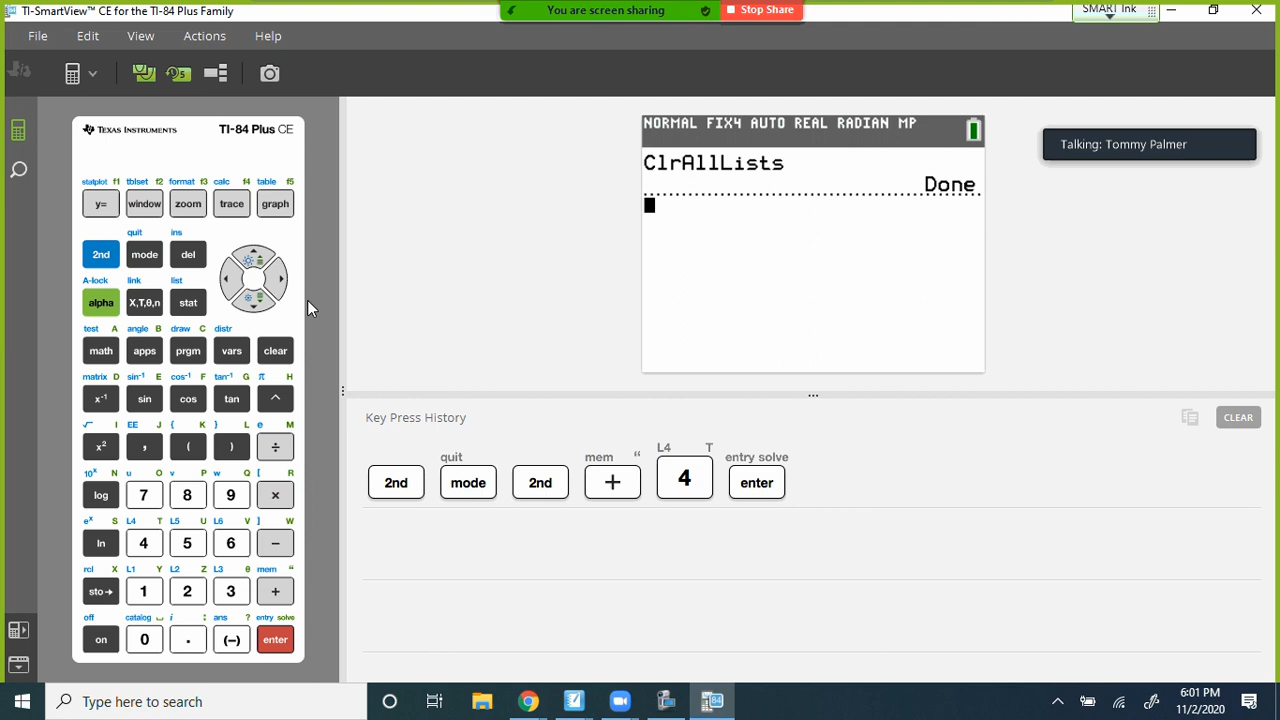 TI-SmartView™ CE for the TI-84 Plus Family
You are screen sharing
Stop Share
SMART Ink
File Edit View Actions Help
TEXAS INSTRUMENTS TI-84 Plus CE
statplot f1 tblset f2 format f3 calc f4 table f5
y= window zoom trace graph
quit ins
2nd mode del
A-lock link list
alpha X,T,θ,n stat
test A angle B draw C distr
math apps prgm vars clear
matrix D sin⁻¹ E cos⁻¹ F tan⁻¹ G π H
x⁻¹ sin cos tan ^
√ I EE J { K } L e M
x² , ( ) ÷
10ˣ N u O v P w Q [ R
log 7 8 9 ×
eˣ S L4 T L5 U L6 V ] W
ln 4 5 6 −
rcl X L1 Y L2 Z L3 θ mem "
sto→ 1 2 3 +
off catalog ⎵ i : ans ? entry solve
on 0 . (−) enter
NORMAL FIX4 AUTO REAL RADIAN MP
ClrAllLists
Done
Talking: Tommy Palmer
Key Press History
CLEAR
quit mem " L4 T entry solve
2nd mode 2nd + 4 enter
Type here to search
6:01 PM
11/2/2020